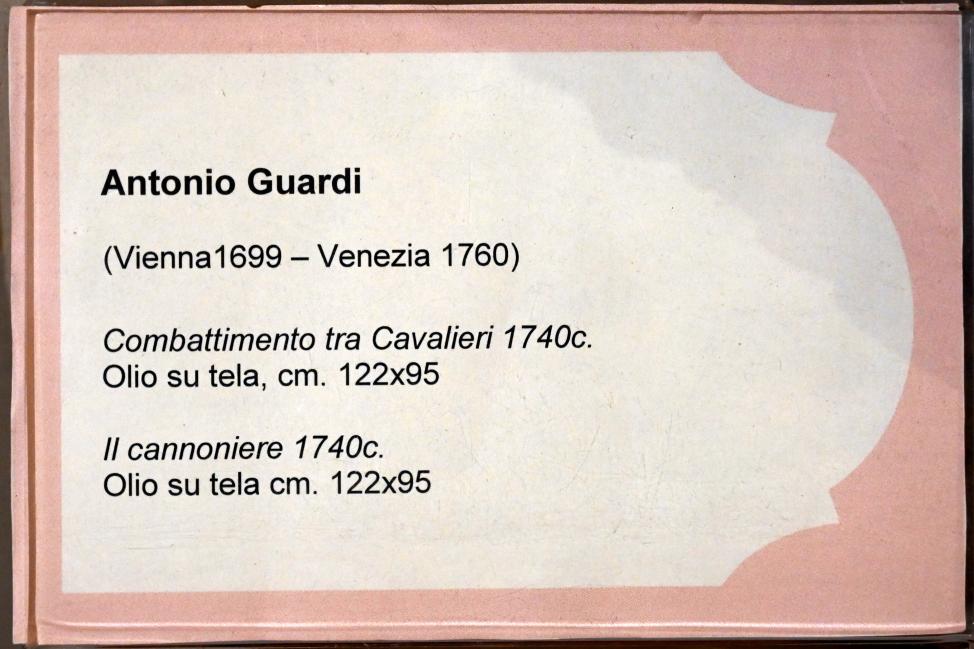 Antonio Guardi
(Vienna1699 – Venezia 1760)
Combattimento tra Cavalieri 1740c.
Olio su tela, cm. 122x95
Il cannoniere 1740c.
Olio su tela cm. 122x95